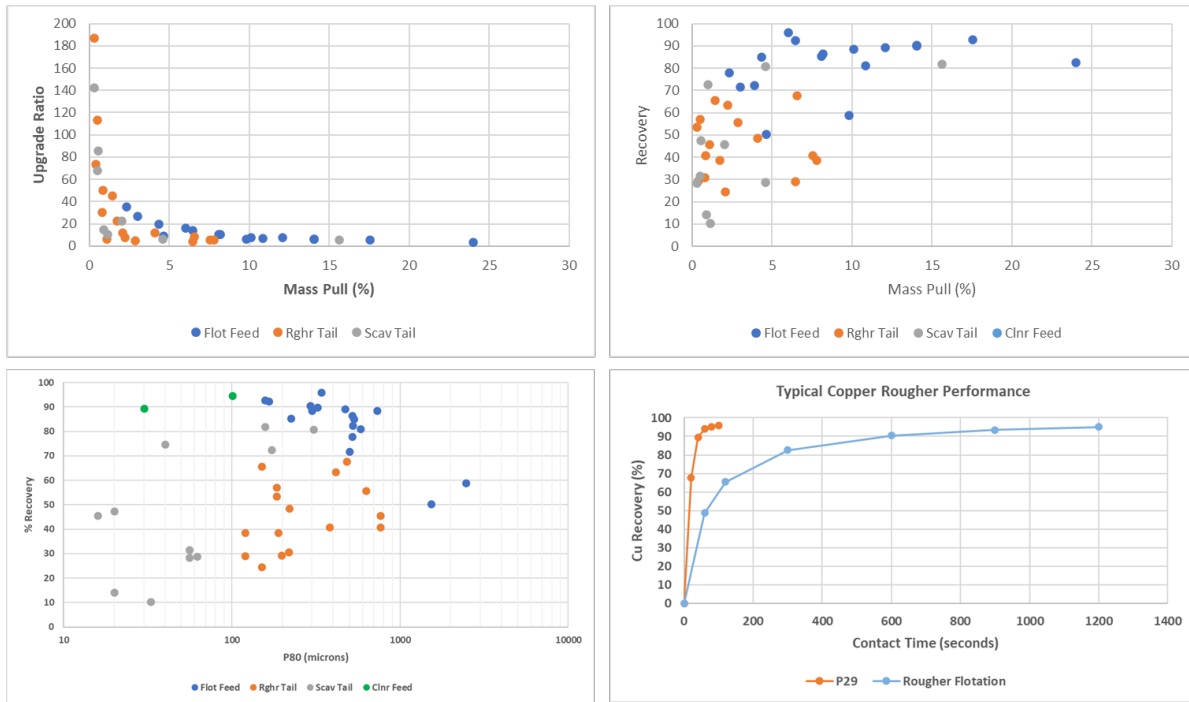 200
180
160
140
120
100
80
60
40
20
0
Upgrade Ratio
0 5 10 15 20 25 30
Mass Pull (%)
Flot Feed Rghr Tail Scav Tail
100
90
80
70
60
50
40
30
20
10
0
Recovery
0 5 10 15 20 25 30
Mass Pull (%)
Flot Feed Rghr Tail Scav Tail Clnr Feed
100
90
80
70
60
50
40
30
20
10
0
% Recovery
10 100 1000 10000
P80 (microns)
Flot Feed Rghr Tail Scav Tail Clnr Feed
Typical Copper Rougher Performance
100
90
80
70
60
50
40
30
20
10
0
Cu Recovery (%)
0 200 400 600 800 1000 1200 1400
Contact Time (seconds)
P29 Rougher Flotation